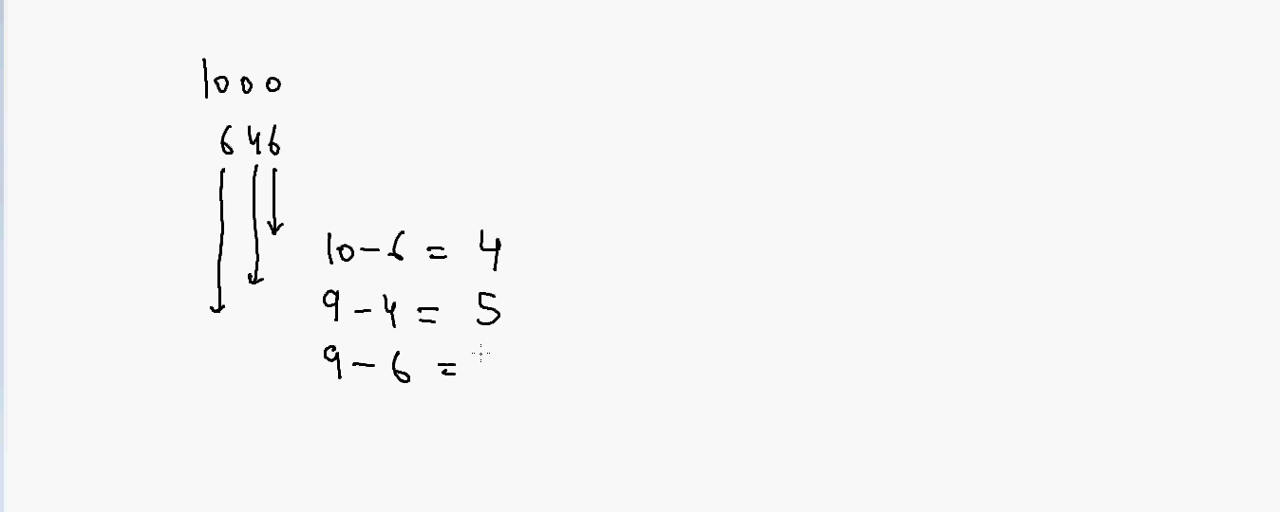 1000
646
10-6 = 4
9-4 = 5
9-6 =